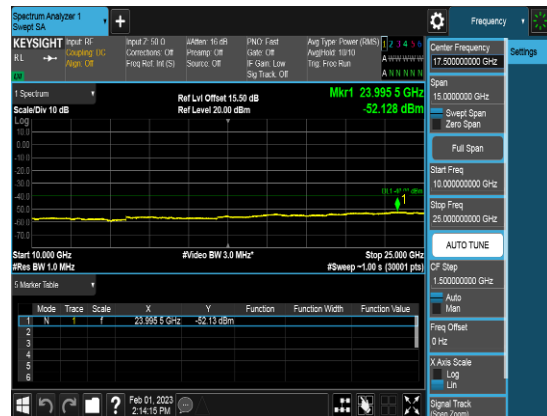 Spectrum Analyzer 1
Swept SA
Frequency
KEYSIGHT
Input: RF
Input Z: 50 Ω
#Atten: 16 dB
PNO: Fast
Avg Type: Power (RMS)
1 2 3 4 5 6
RL
Coupling: DC
Corrections: Off
Preamp: Off
Gate: Off
Avg|Hold: 10/10
A W W W W W
Align: Off
Freq Ref: Int (S)
Source: Off
IF Gain: Low
Trig: Free Run
Sig Track: Off
A N N N N N
1 Spectrum
Ref Lvl Offset 15.50 dB
Mkr1 23.995 5 GHz
Scale/Div 10 dB
Ref Level 20.00 dBm
-52.128 dBm
Log
10.0
0.00
-10.0
-20.0
-30.0
-40.0
-50.0
-60.0
-70.0
1
Start 10.000 GHz
#Video BW 3.0 MHz*
Stop 25.000 GHz
#Res BW 1.0 MHz
#Sweep ~1.00 s (30001 pts)
5 Marker Table
Mode Trace Scale X Y Function Function Width Function Value
1 N 1 f 23.995 5 GHz -52.13 dBm
2
3
4
5
6
Feb 01, 2023
2:14:15 PM
Center Frequency
17.500000000 GHz
Settings
Span
15.0000000 GHz
Swept Span
Zero Span
Full Span
Start Freq
10.000000000 GHz
Stop Freq
25.000000000 GHz
AUTO TUNE
CF Step
1.500000000 GHz
Auto
Man
Freq Offset
0 Hz
X Axis Scale
Log
Lin
Signal Track
(Span Zoom)